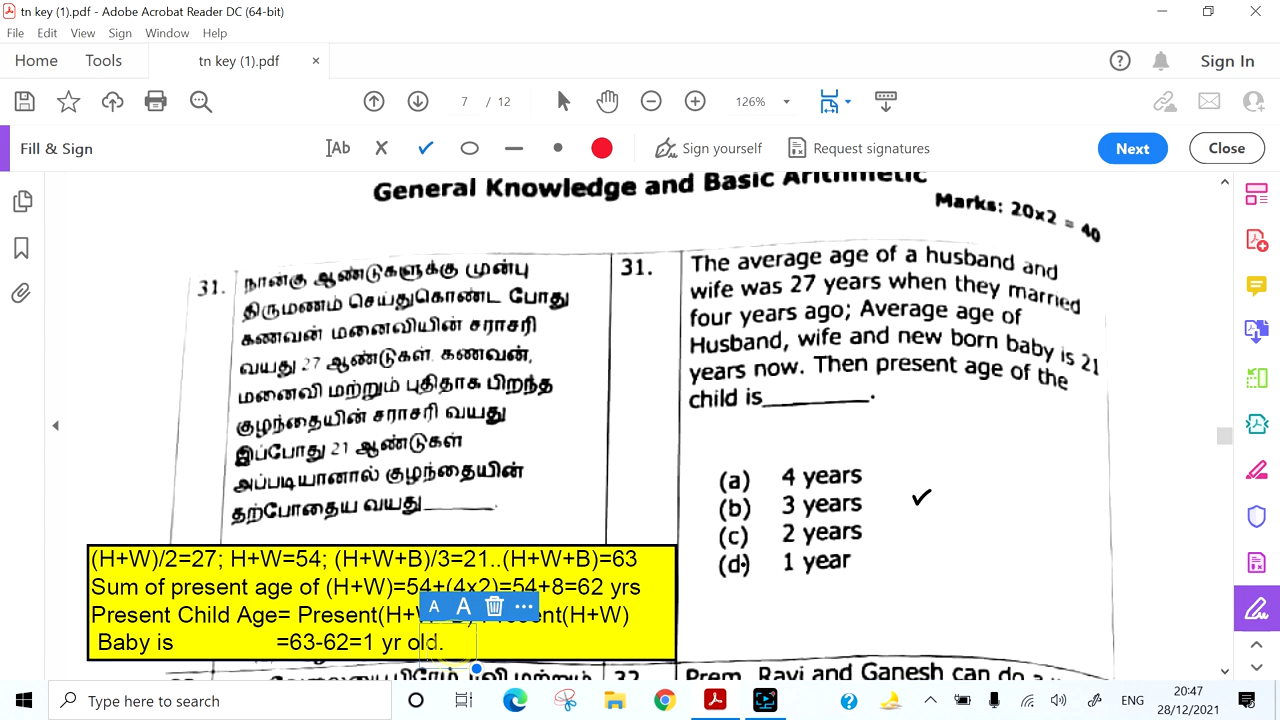 tn key (1).pdf - Adobe Acrobat Reader DC (64-bit)
File Edit View Sign Window Help
Home Tools tn key (1).pdf × Sign In
7 / 12 126%
Fill & Sign Ab Sign yourself Request signatures Next Close
General Knowledge and Basic Arithmetic
Marks: 20x2 = 40
31. நான்கு ஆண்டுகளுக்கு முன்பு
திருமணம் செய்துகொண்ட போது
கணவன் மனைவியின் சராசரி
வயது 27 ஆண்டுகள். கணவன்,
மனைவி மற்றும் புதிதாக பிறந்த
குழந்தையின் சராசரி வயது
இப்போது 21 ஆண்டுகள்
அப்படியானால் குழந்தையின்
தற்போதைய வயது________.
31. The average age of a husband and
wife was 27 years when they married
four years ago; Average age of
Husband, wife and new born baby is 21
years now. Then present age of the
child is_________.
(a) 4 years
(b) 3 years
(c) 2 years
(d) 1 year
(H+W)/2=27; H+W=54; (H+W+B)/3=21..(H+W+B)=63
Sum of present age of (H+W)=54+(4x2)=54+8=62 yrs
Present Child Age= Present(H+W
(H+W)
Baby is =63-62=1 yr old.
A A ...
மற்றும்
32. Prem, Ravi and Ganesh can do a
Type here to search
ENG
20:47
28/12/2021